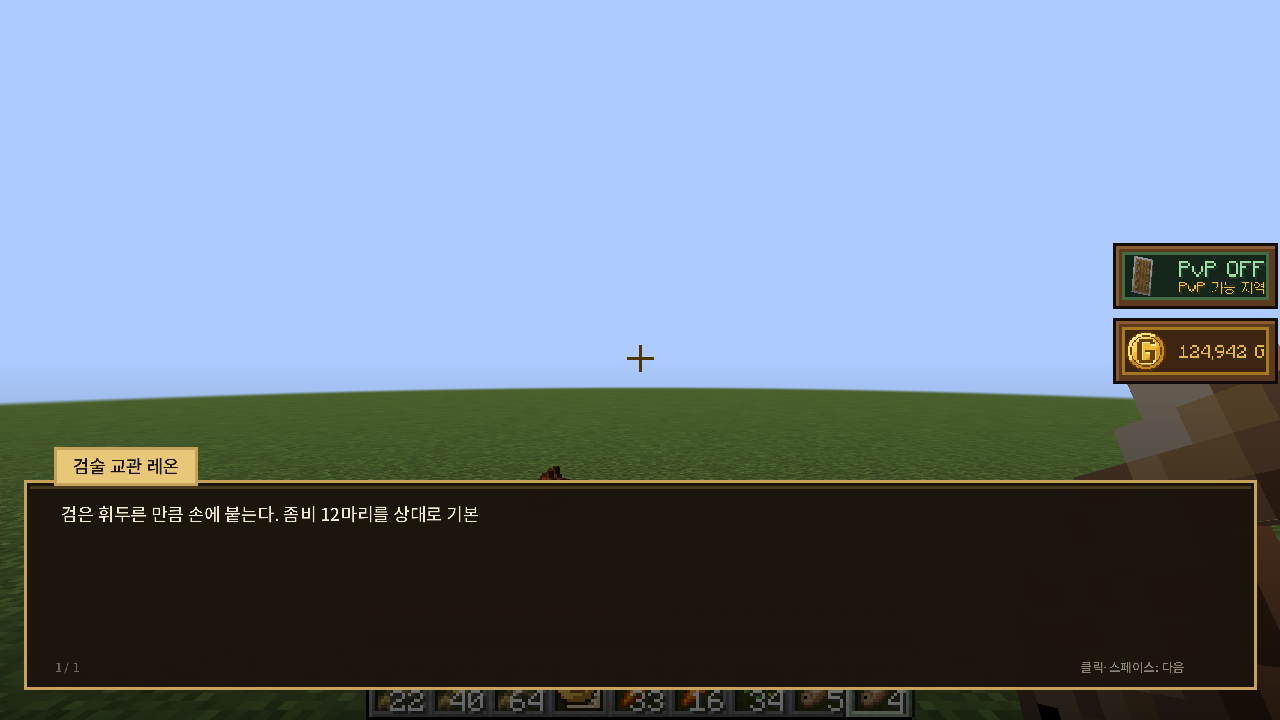 PvP OFF
PvP 가능 지역
124,942 G
검술 교관 레온
검은 휘두른 만큼 손에 붙는다. 좀비 12마리를 상대로 기본
1 / 1
클릭·스페이스: 다음
22 40 64 33 16 34 5 4